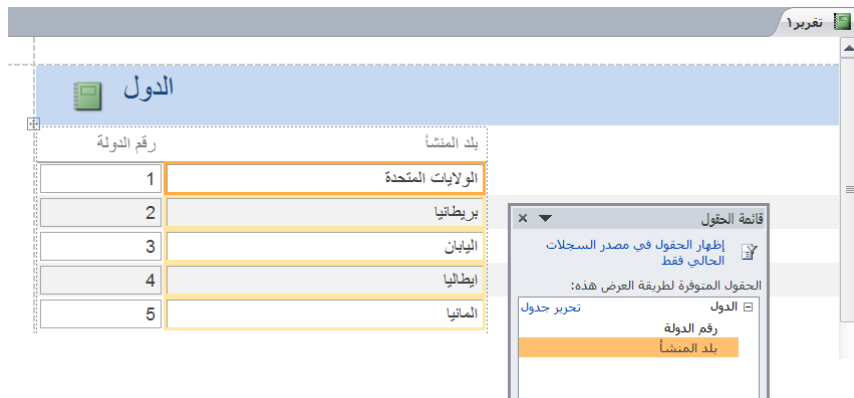 تقرير١
الدول
رقم الدولة
بلد المنشأ
1
الولايات المتحدة
2
بريطانيا
3
اليابان
4
ايطاليا
5
المانيا
قائمة الحقول
إظهار الحقول في مصدر السجلات
الحالي فقط
الحقول المتوفرة لطريقة العرض هذه:
الدول
تحرير جدول
رقم الدولة
بلد المنشأ